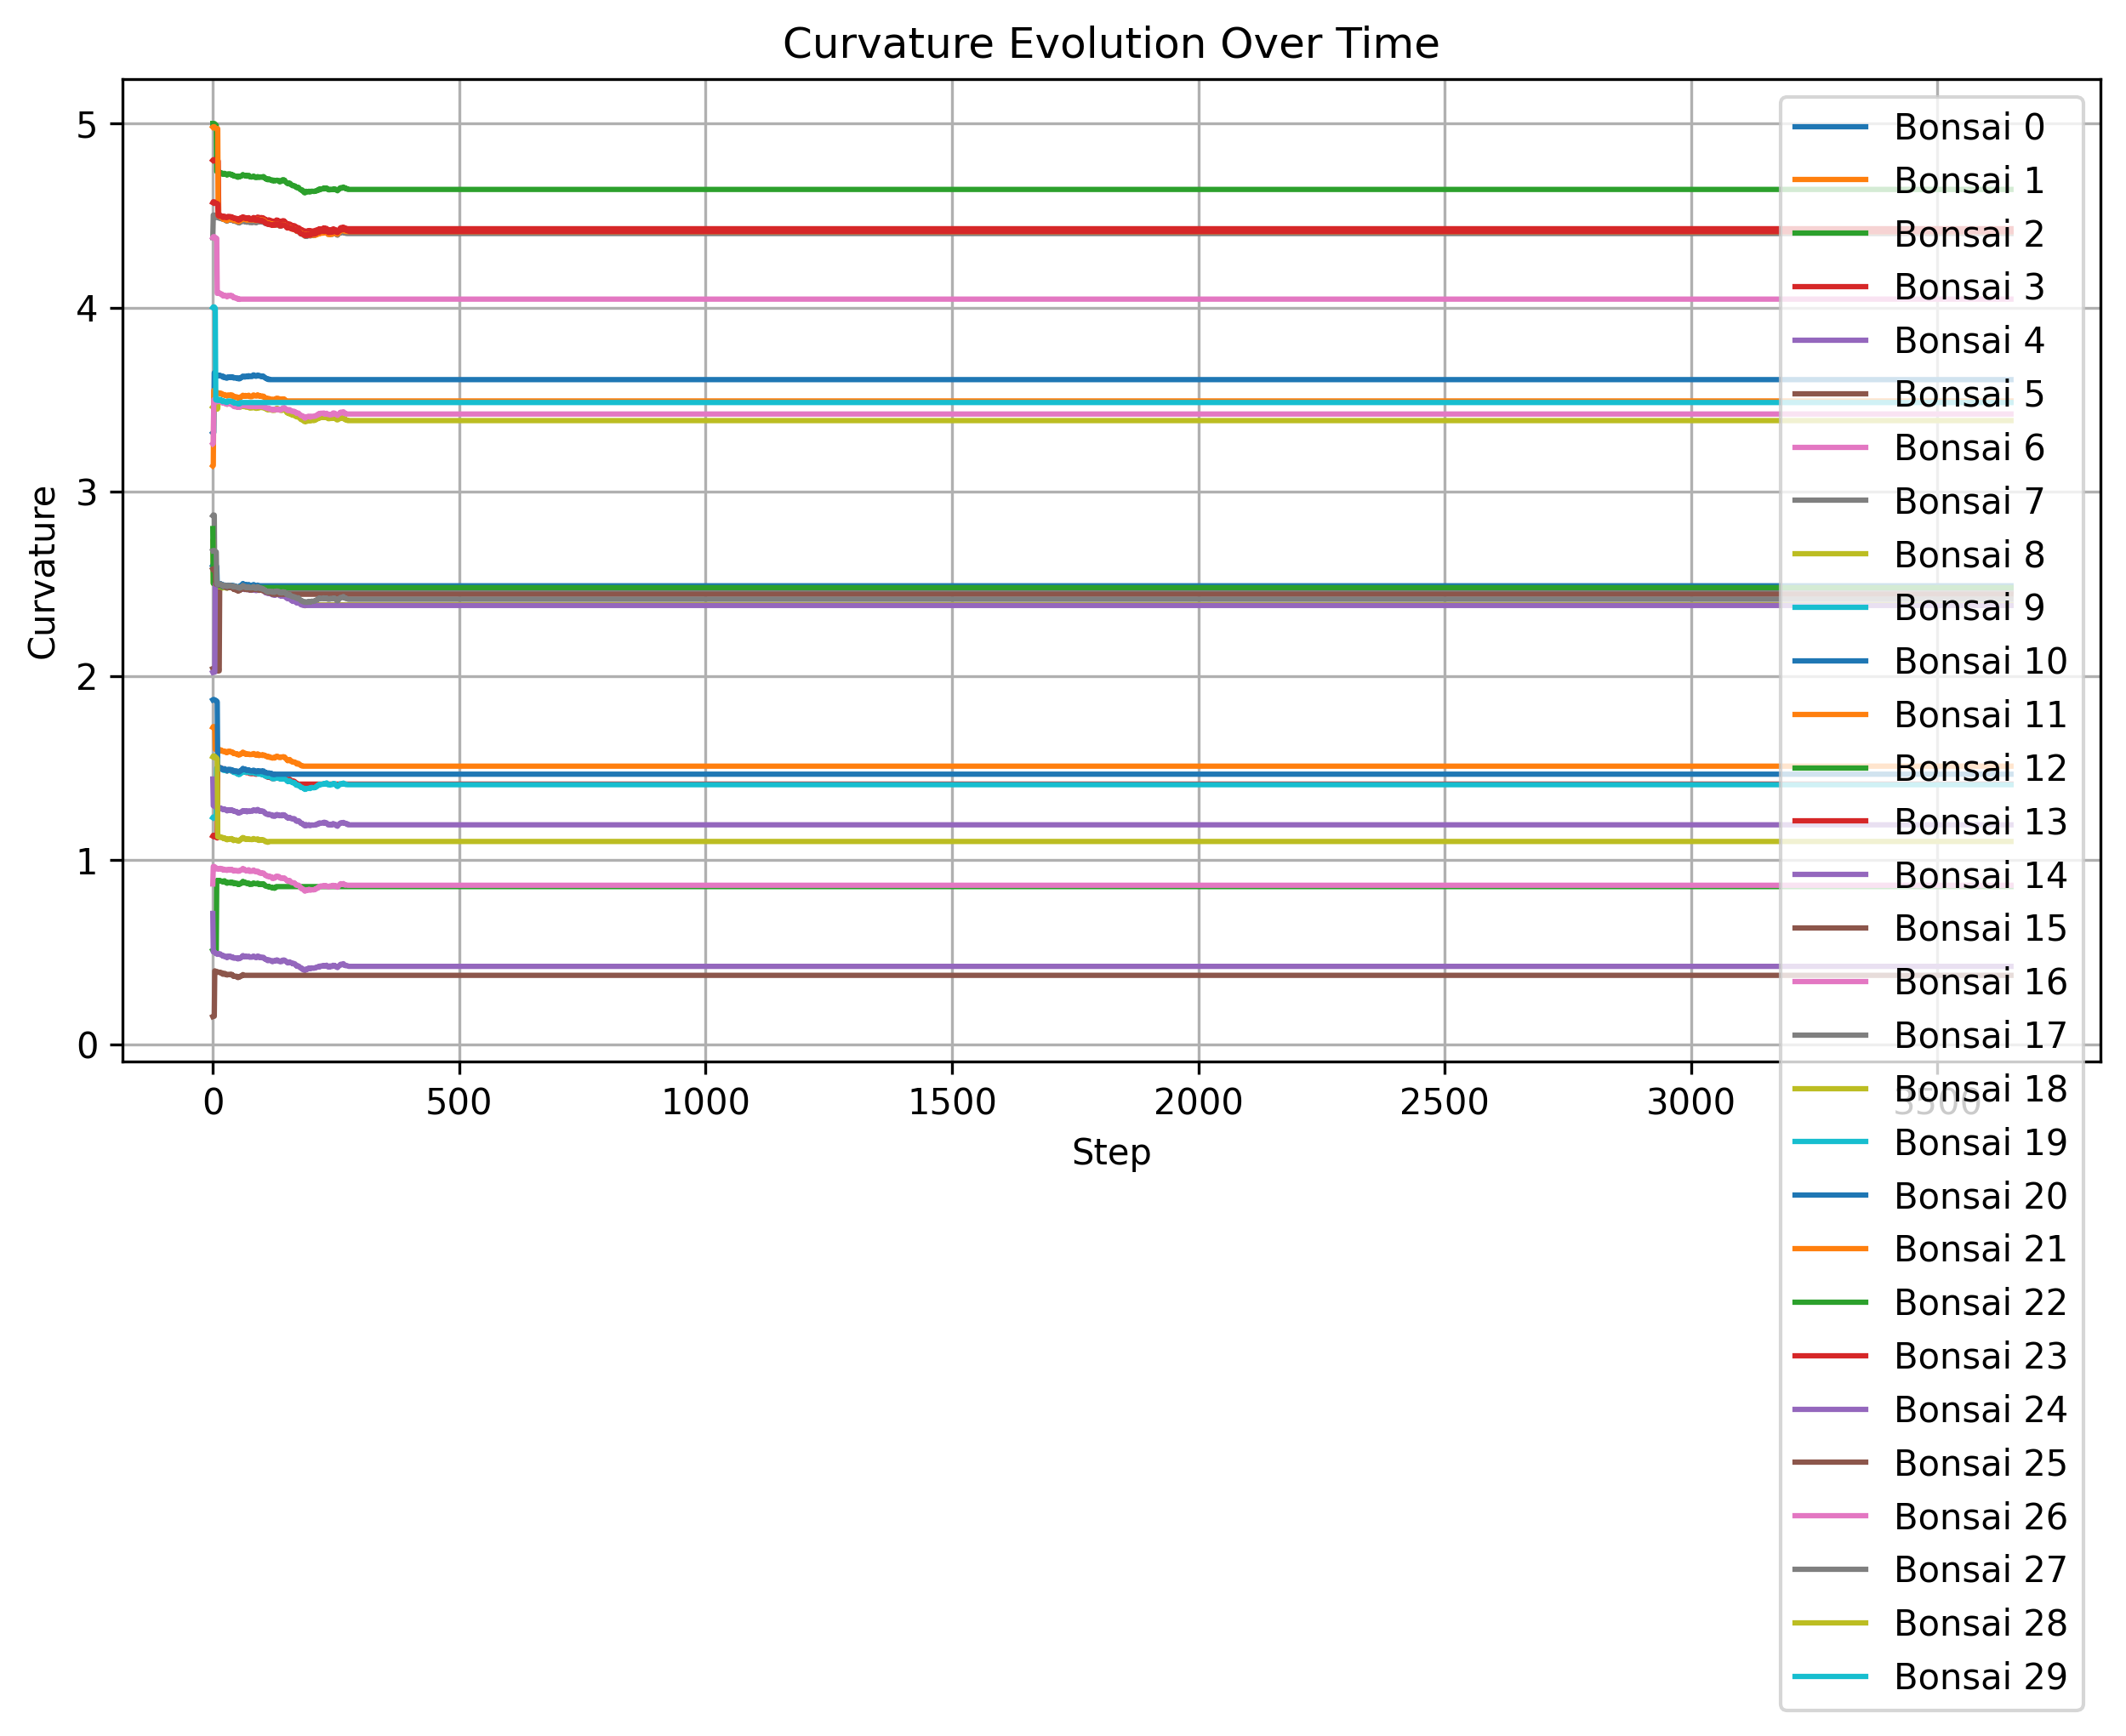 Curvature Evolution Over Time
5
4
3
2
1
0
Curvature
0
500
1000
1500
2000
2500
3000
3500
Step
Bonsai 0
Bonsai 1
Bonsai 2
Bonsai 3
Bonsai 4
Bonsai 5
Bonsai 6
Bonsai 7
Bonsai 8
Bonsai 9
Bonsai 10
Bonsai 11
Bonsai 12
Bonsai 13
Bonsai 14
Bonsai 15
Bonsai 16
Bonsai 17
Bonsai 18
Bonsai 19
Bonsai 20
Bonsai 21
Bonsai 22
Bonsai 23
Bonsai 24
Bonsai 25
Bonsai 26
Bonsai 27
Bonsai 28
Bonsai 29